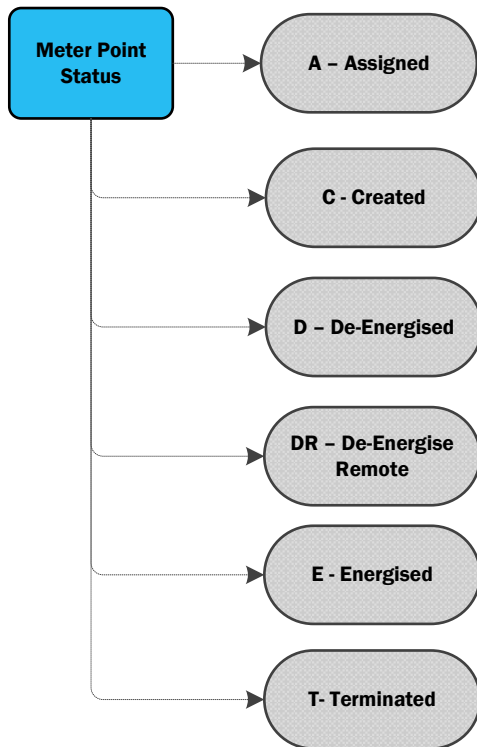 Meter Point
Status
A – Assigned
C - Created
D – De-Energised
DR – De-Energise
Remote
E - Energised
T- Terminated